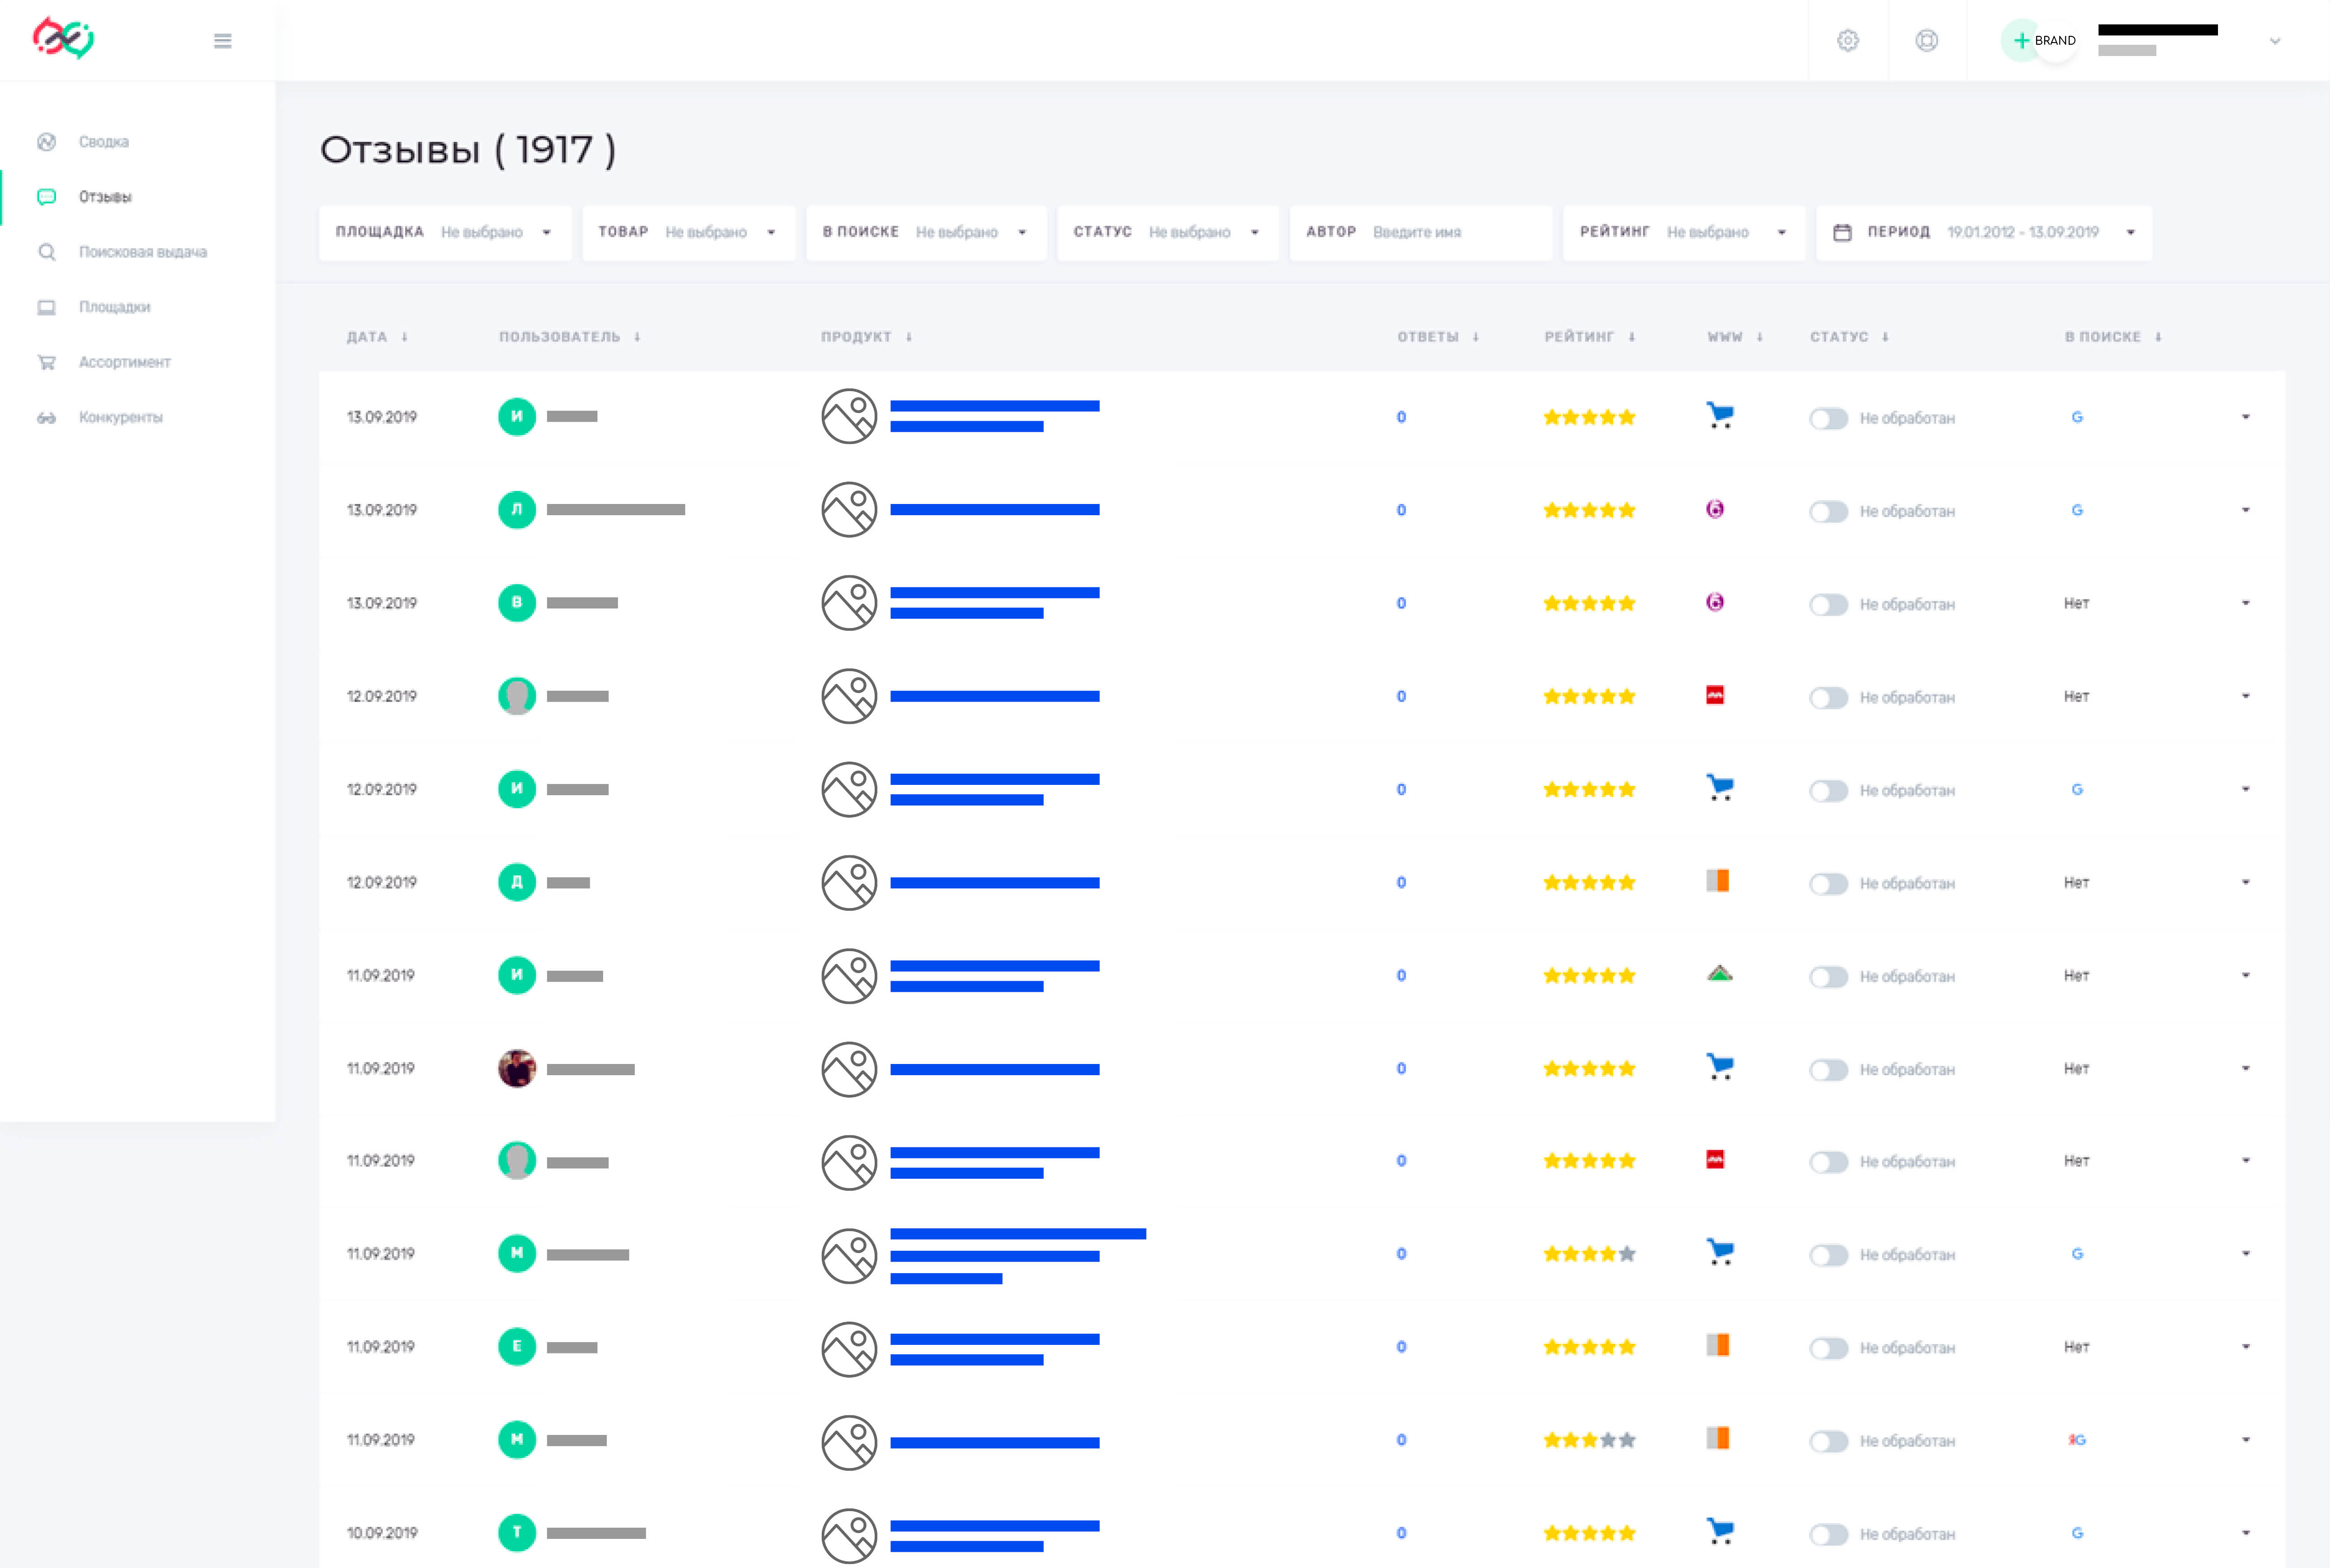 BRAND
Сводка
Отзывы
Поисковая выдача
Площадки
Ассортимент
Конкуренты
Отзывы ( 1917 )
ПЛОЩАДКА Не выбрано ТОВАР Не выбрано В ПОИСКЕ Не выбрано СТАТУС Не выбрано АВТОР Введите имя РЕЙТИНГ Не выбрано ПЕРИОД 19.01.2012 - 13.09.2019
ДАТА ↓ ПОЛЬЗОВАТЕЛЬ ↓ ПРОДУКТ ↓ ОТВЕТЫ ↓ РЕЙТИНГ ↓ WWW ↓ СТАТУС ↓ В ПОИСКЕ ↓
13.09.2019 И 0 Не обработан G
13.09.2019 Л 0 Б Не обработан G
13.09.2019 В 0 Б Не обработан Нет
12.09.2019 0 Не обработан Нет
12.09.2019 И 0 Не обработан G
12.09.2019 Д 0 Не обработан Нет
11.09.2019 И 0 Не обработан Нет
11.09.2019 0 Не обработан Нет
11.09.2019 0 Не обработан Нет
11.09.2019 М 0 Не обработан G
11.09.2019 Е 0 Не обработан Нет
11.09.2019 М 0 Не обработан ЯG
10.09.2019 Т 0 Не обработан G